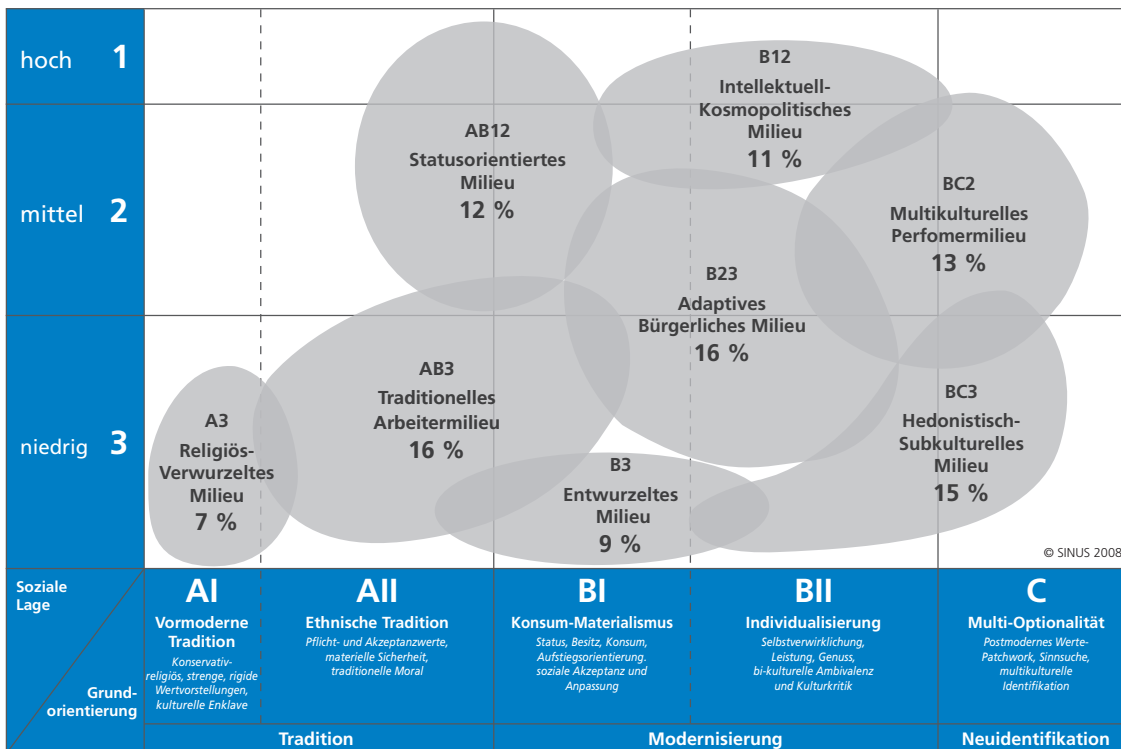 hoch 1
mittel 2
niedrig 3
B12
Intellektuell-
Kosmopolitisches
Milieu
11 %
AB12
Statusorientiertes
Milieu
12 %
BC2
Multikulturelles
Perfomermilieu
13 %
B23
Adaptives
Bürgerliches Milieu
16 %
AB3
Traditionelles
Arbeitermilieu
16 %
A3
Religiös-
Verwurzeltes
Milieu
7 %
B3
Entwurzeltes
Milieu
9 %
BC3
Hedonistisch-
Subkulturelles
Milieu
15 %
© SINUS 2008
Soziale
Lage
Grund-
orientierung
AI
Vormoderne
Tradition
Konservativ-
religiös, strenge, rigide
Wertvorstellungen,
kulturelle Enklave
AII
Ethnische Tradition
Pflicht- und Akzeptanzwerte,
materielle Sicherheit,
traditionelle Moral
BI
Konsum-Materialismus
Status, Besitz, Konsum,
Aufstiegsorientierung.
soziale Akzeptanz und
Anpassung
BII
Individualisierung
Selbstverwirklichung,
Leistung, Genuss,
bi-kulturelle Ambivalenz
und Kulturkritik
C
Multi-Optionalität
Postmodernes Werte-
Patchwork, Sinnsuche,
multikulturelle
Identifikation
Tradition
Modernisierung
Neuidentifikation